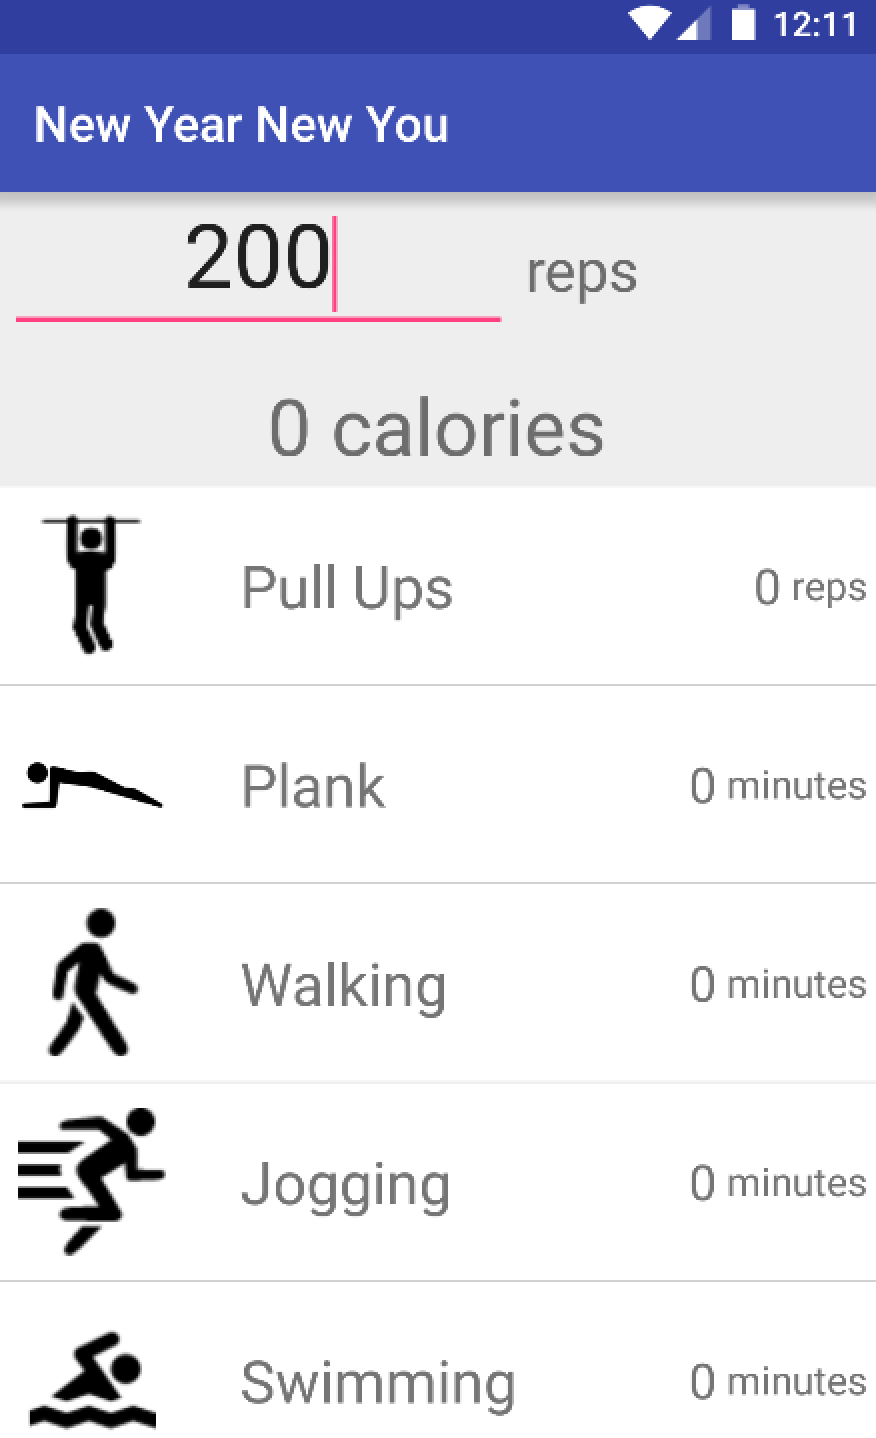 12:11
New Year New You
200 reps
0 calories
Pull Ups 0 reps
Plank 0 minutes
Walking 0 minutes
Jogging 0 minutes
Swimming 0 minutes